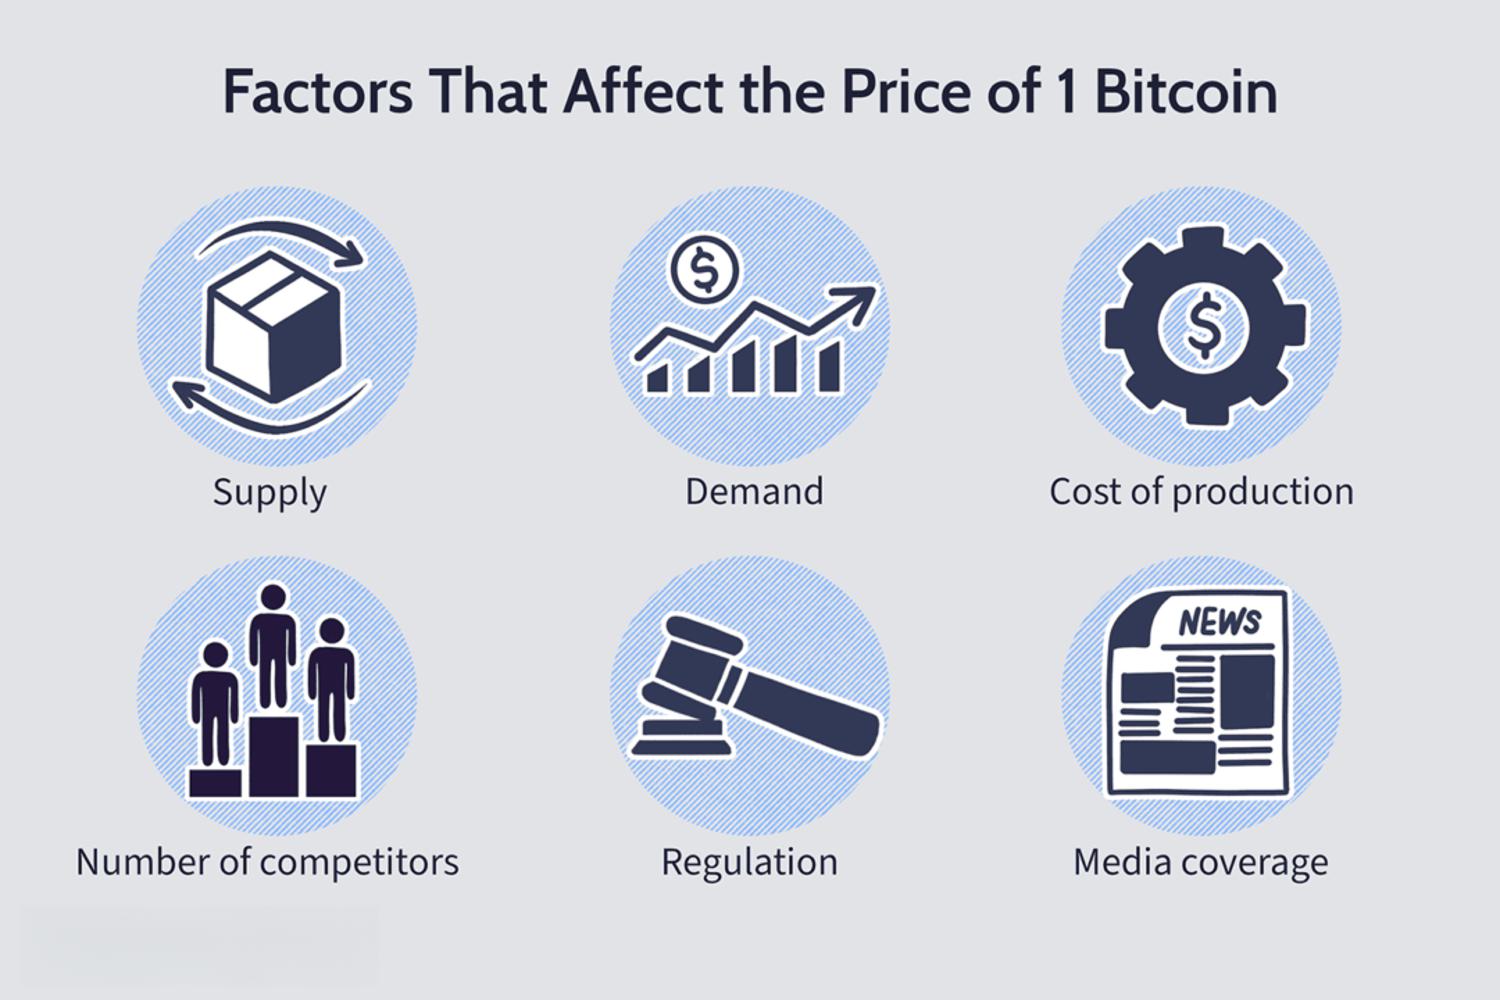 Factors That Affect the Price of 1 Bitcoin
$
$
Supply
Demand
Cost of production
NEWS
Number of competitors
Regulation
Media coverage